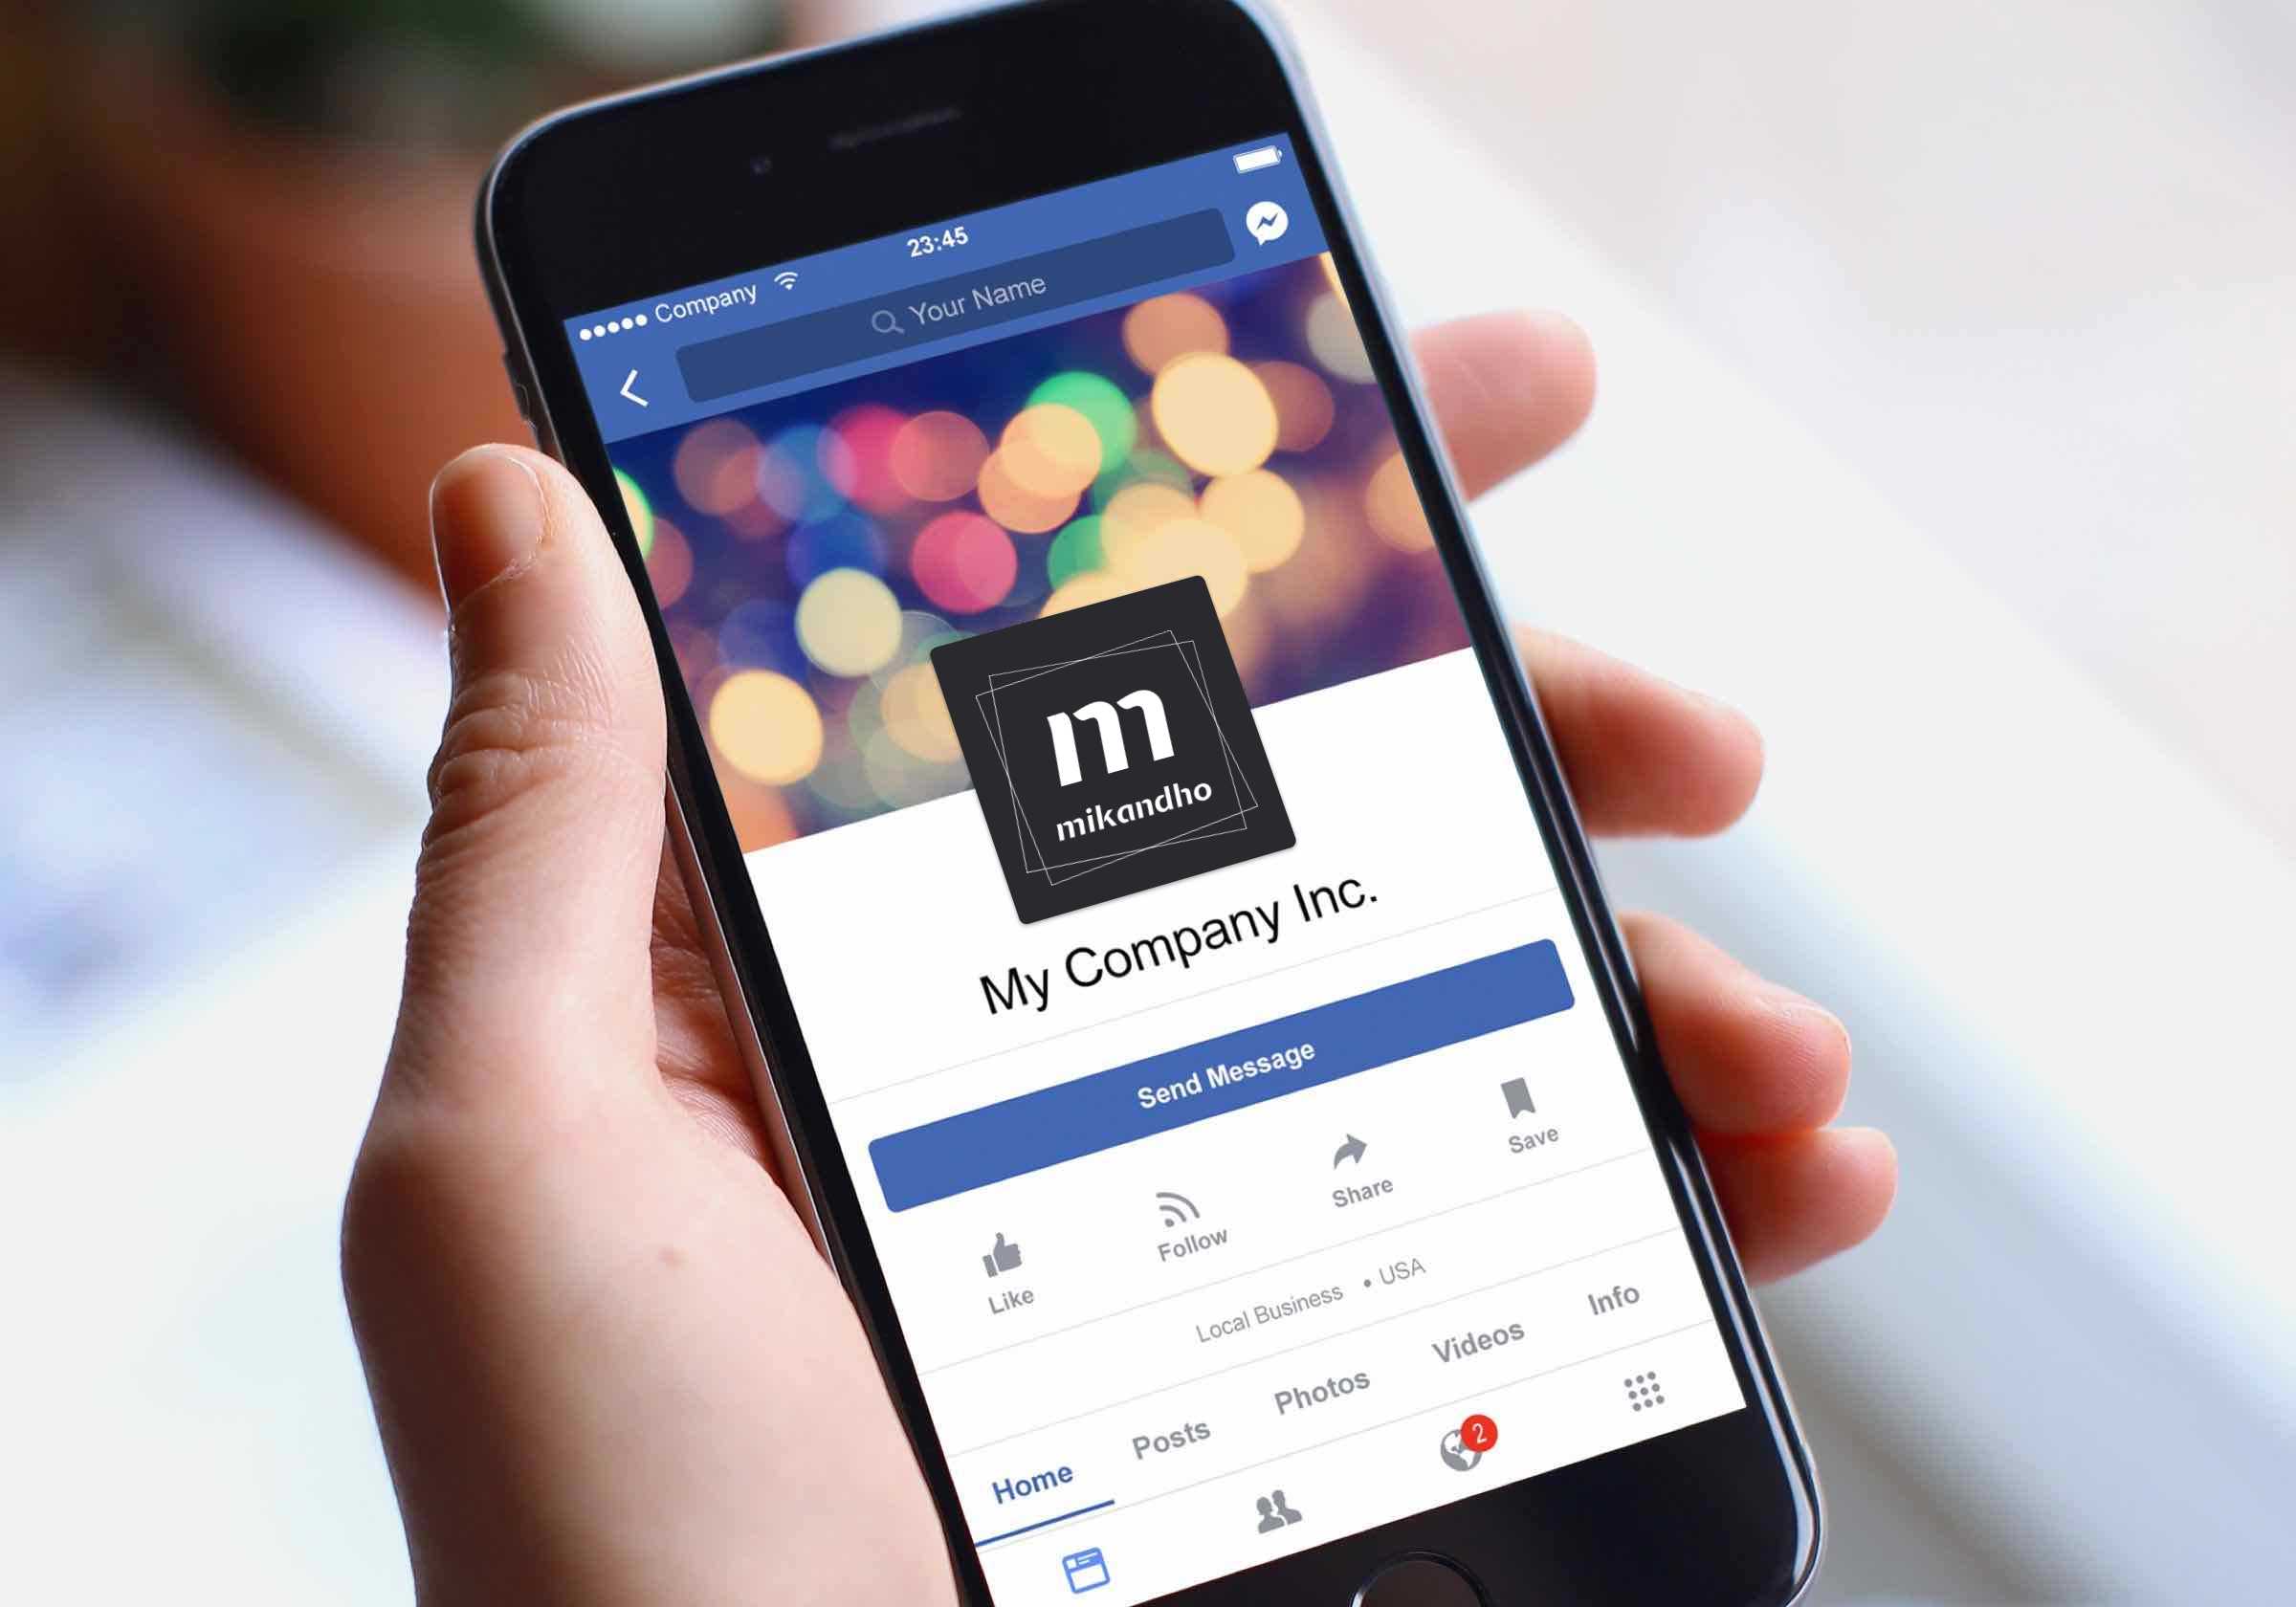 Company
23:45
Your Name
m
mikandho
My Company Inc.
Send Message
Like
Follow
Share
Save
Local Business • USA
Home
Posts
Photos
Videos
Info
2